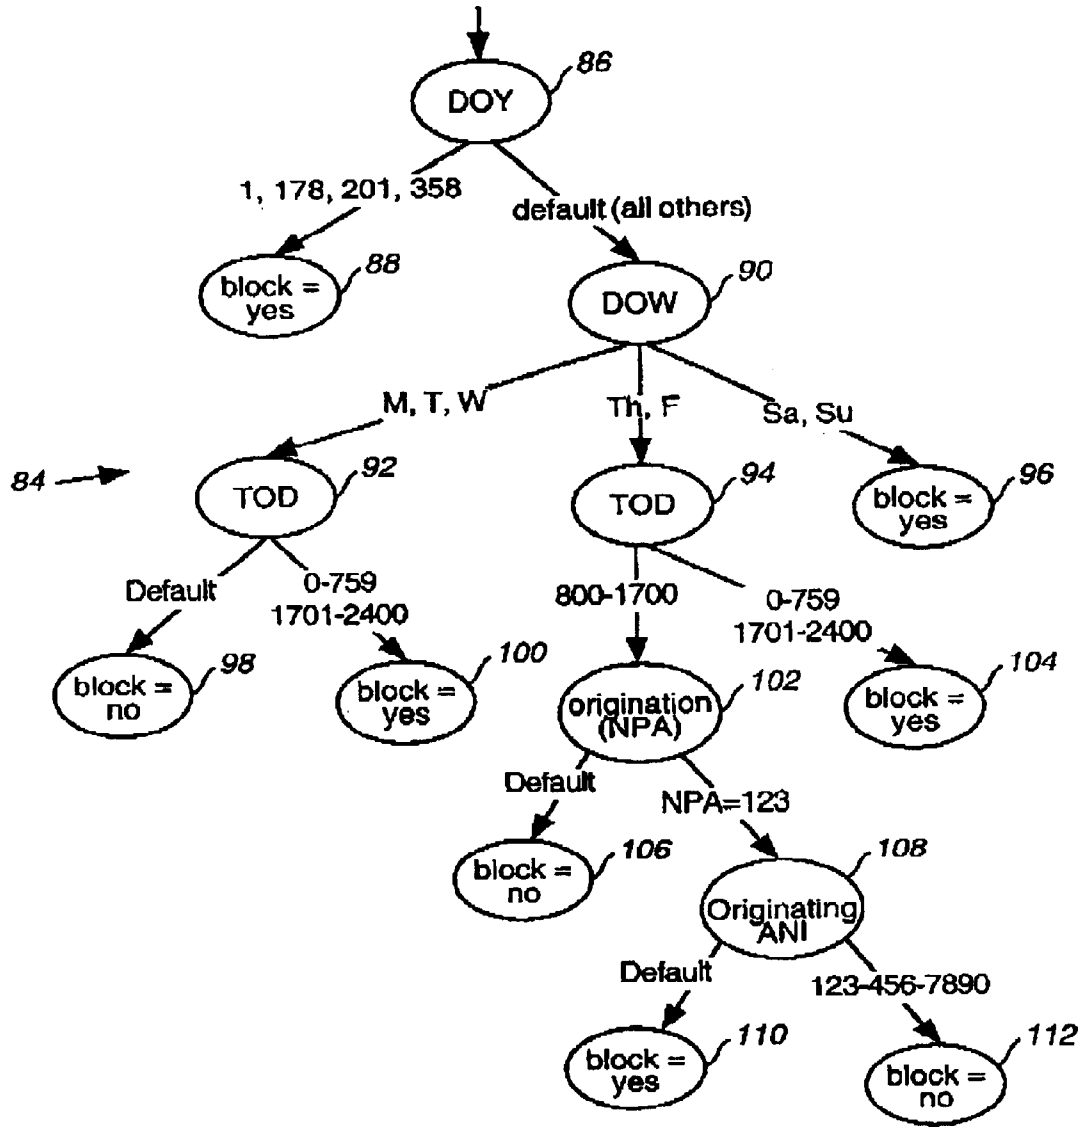 86
DOY
1, 178, 201, 358
default (all others)
88
block =
yes
90
DOW
M, T, W
Th, F
Sa, Su
84
92
TOD
94
TOD
96
block =
yes
Default
0-759
1701-2400
800-1700
0-759
1701-2400
98
block =
no
100
block =
yes
102
origination
(NPA)
104
block =
yes
Default
NPA=123
106
block =
no
108
Originating
ANI
Default
123-456-7890
110
block =
yes
112
block =
no